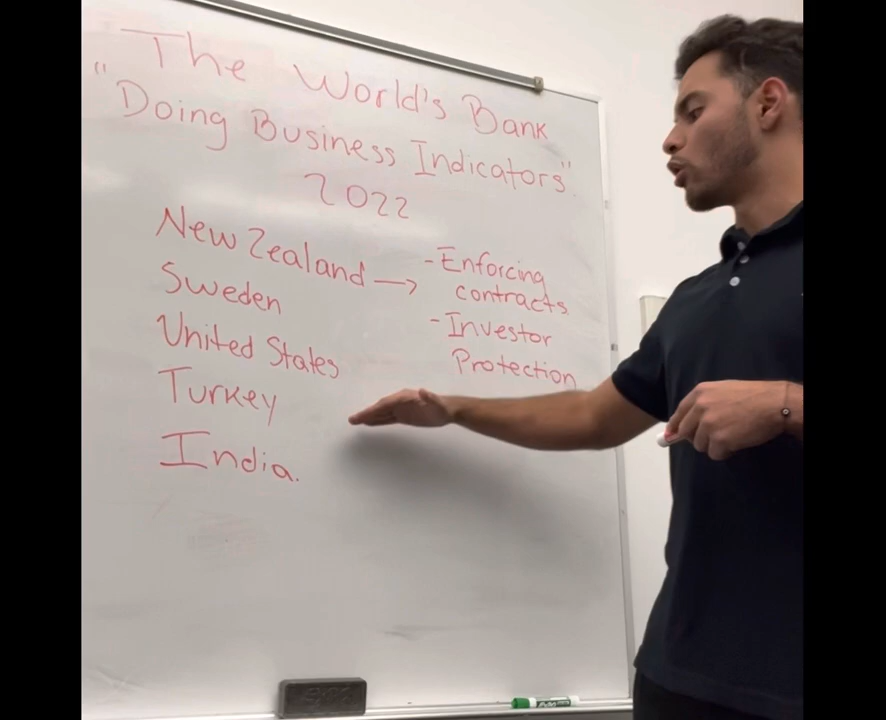 The World's Bank
"Doing Business Indicators"
2022
New Zealand → - Enforcing
contracts
Sweden
- Investor
Protection
United States
Turkey
India.